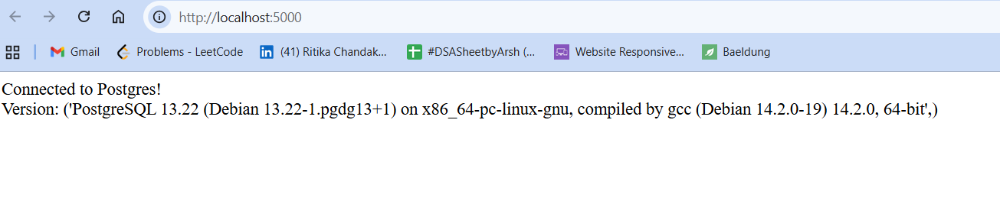 http://localhost:5000
Gmail Problems - LeetCode (41) Ritika Chandak... #DSASheetbyArsh (... Website Responsive... Baeldung
Connected to Postgres!
Version: ('PostgreSQL 13.22 (Debian 13.22-1.pgdg13+1) on x86_64-pc-linux-gnu, compiled by gcc (Debian 14.2.0-19) 14.2.0, 64-bit',)